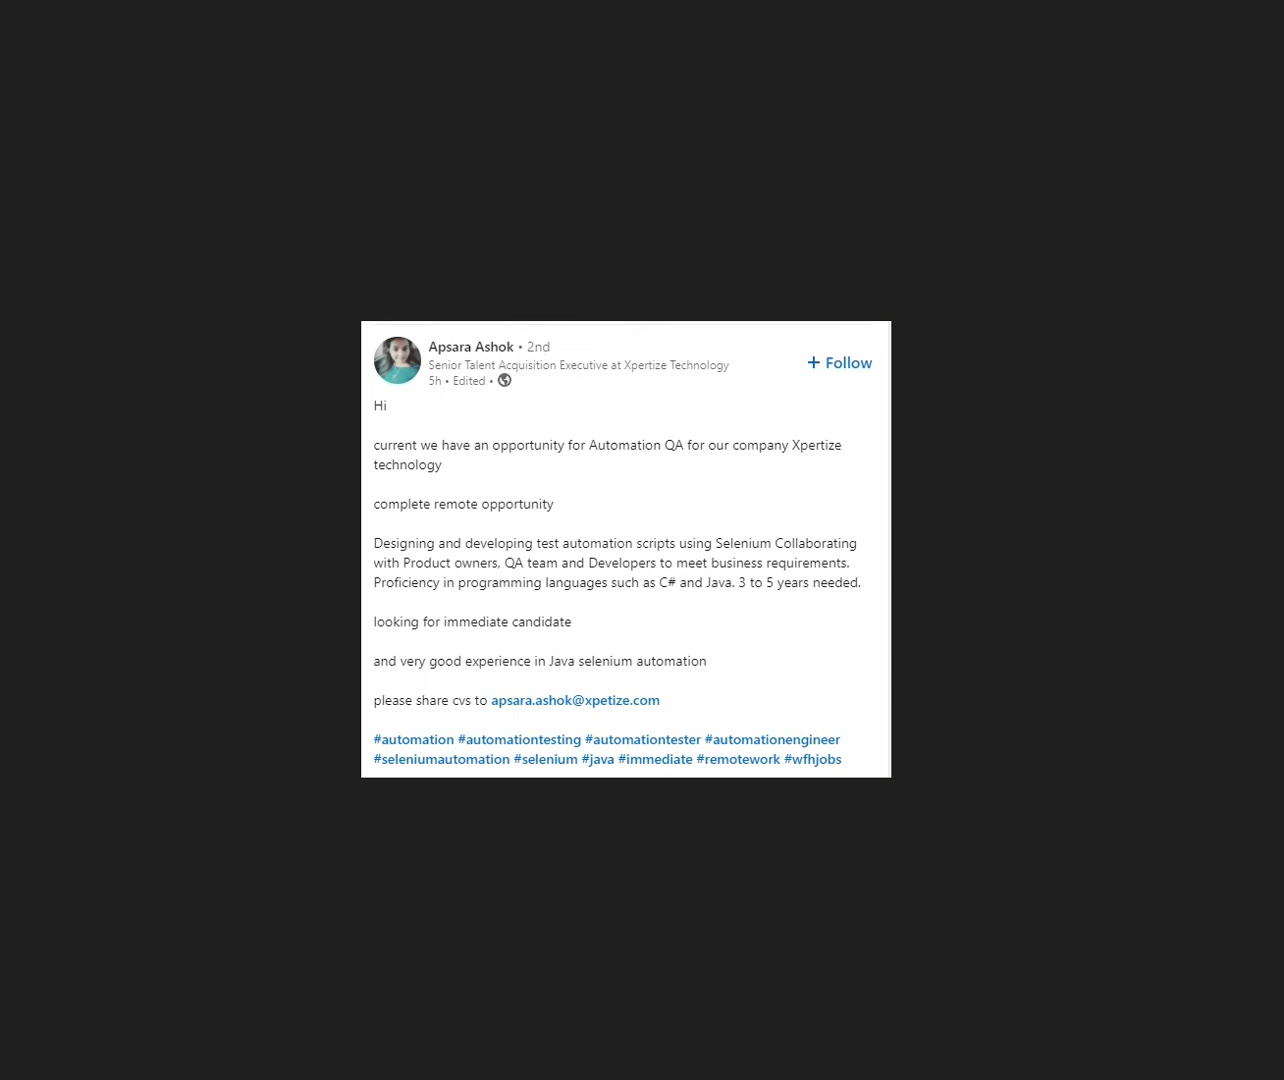 Apsara Ashok • 2nd
Senior Talent Acquisition Executive at Xpertize Technology
+ Follow
5h • Edited •
Hi
current we have an opportunity for Automation QA for our company Xpertize
technology
complete remote opportunity
Designing and developing test automation scripts using Selenium Collaborating
with Product owners, QA team and Developers to meet business requirements.
Proficiency in programming languages such as C# and Java. 3 to 5 years needed.
looking for immediate candidate
and very good experience in Java selenium automation
please share cvs to apsara.ashok@xpetize.com
#automation #automationtesting #automationtester #automationengineer
#seleniumautomation #selenium #java #immediate #remotework #wfhjobs